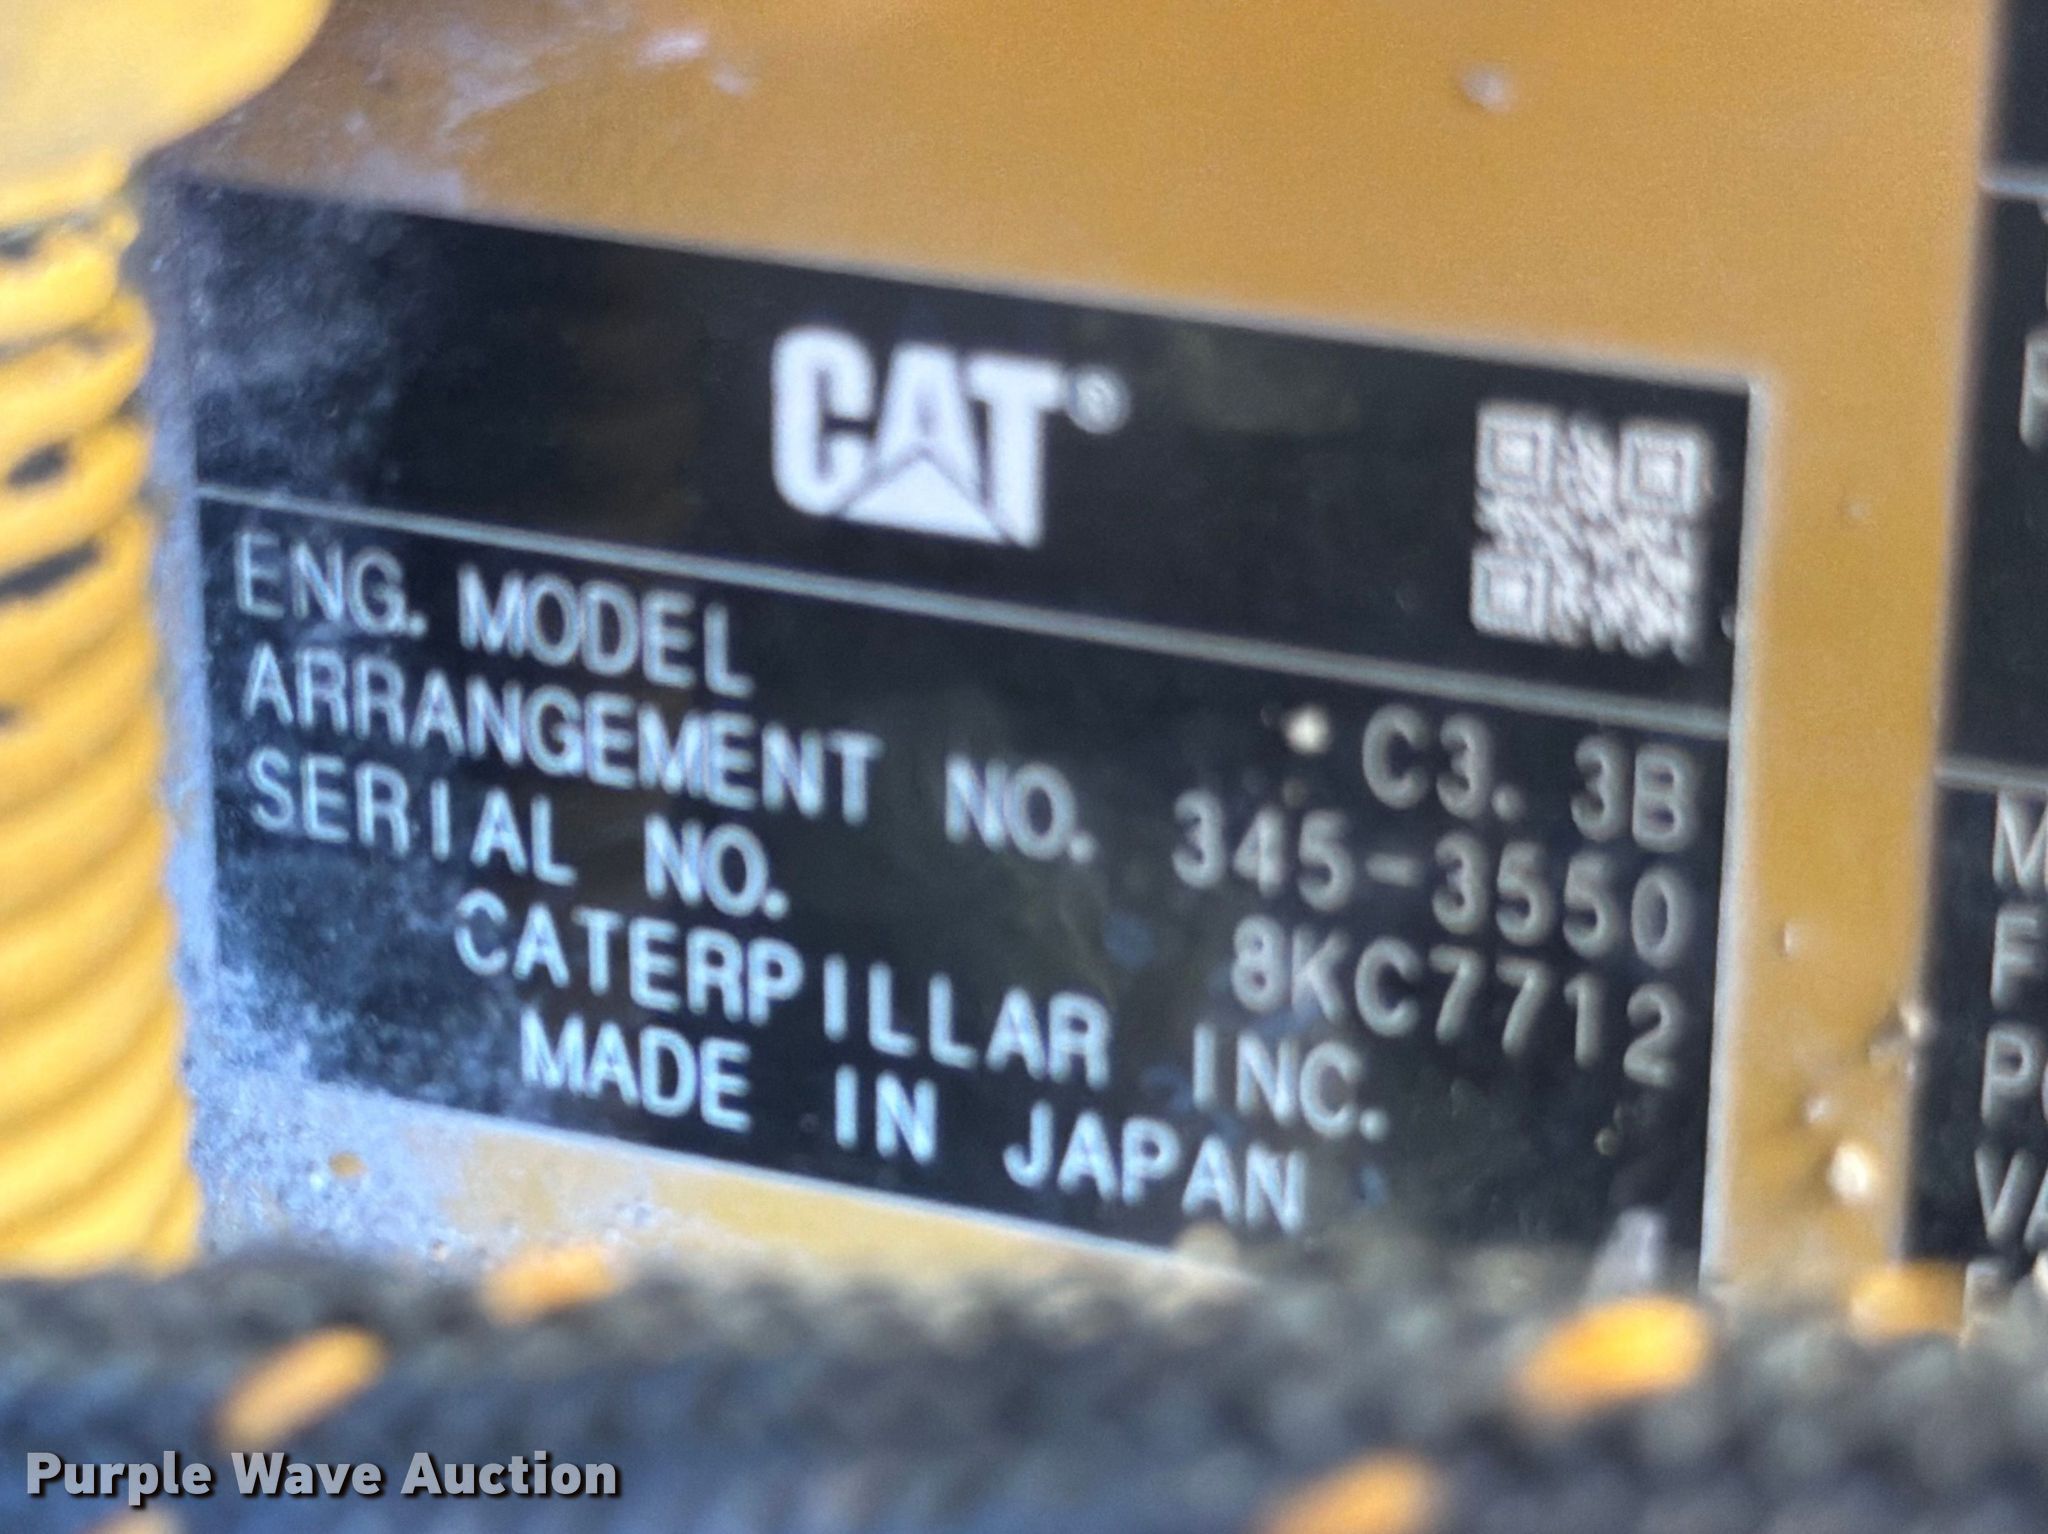 CAT®
ENG. MODEL C3.3B
ARRANGEMENT NO. 345-3550
SERIAL NO. 8KC7712
CATERPILLAR INC.
MADE IN JAPAN
Purple Wave Auction